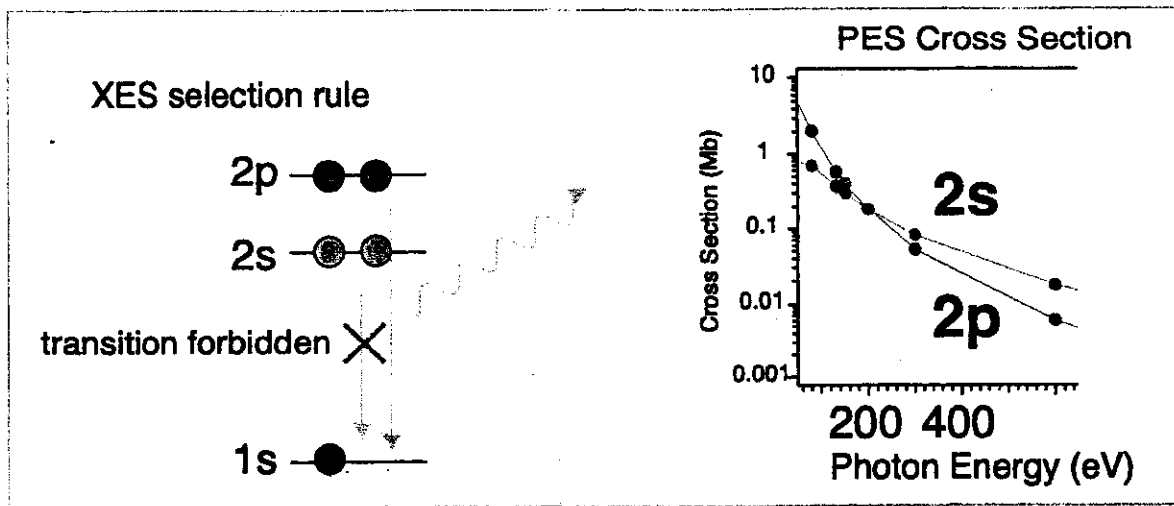 XES selection rule
2p
2s
transition forbidden
1s
PES Cross Section
Cross Section (Mb)
10
1
0.1
0.01
0.001
2s
2p
200 400
Photon Energy (eV)